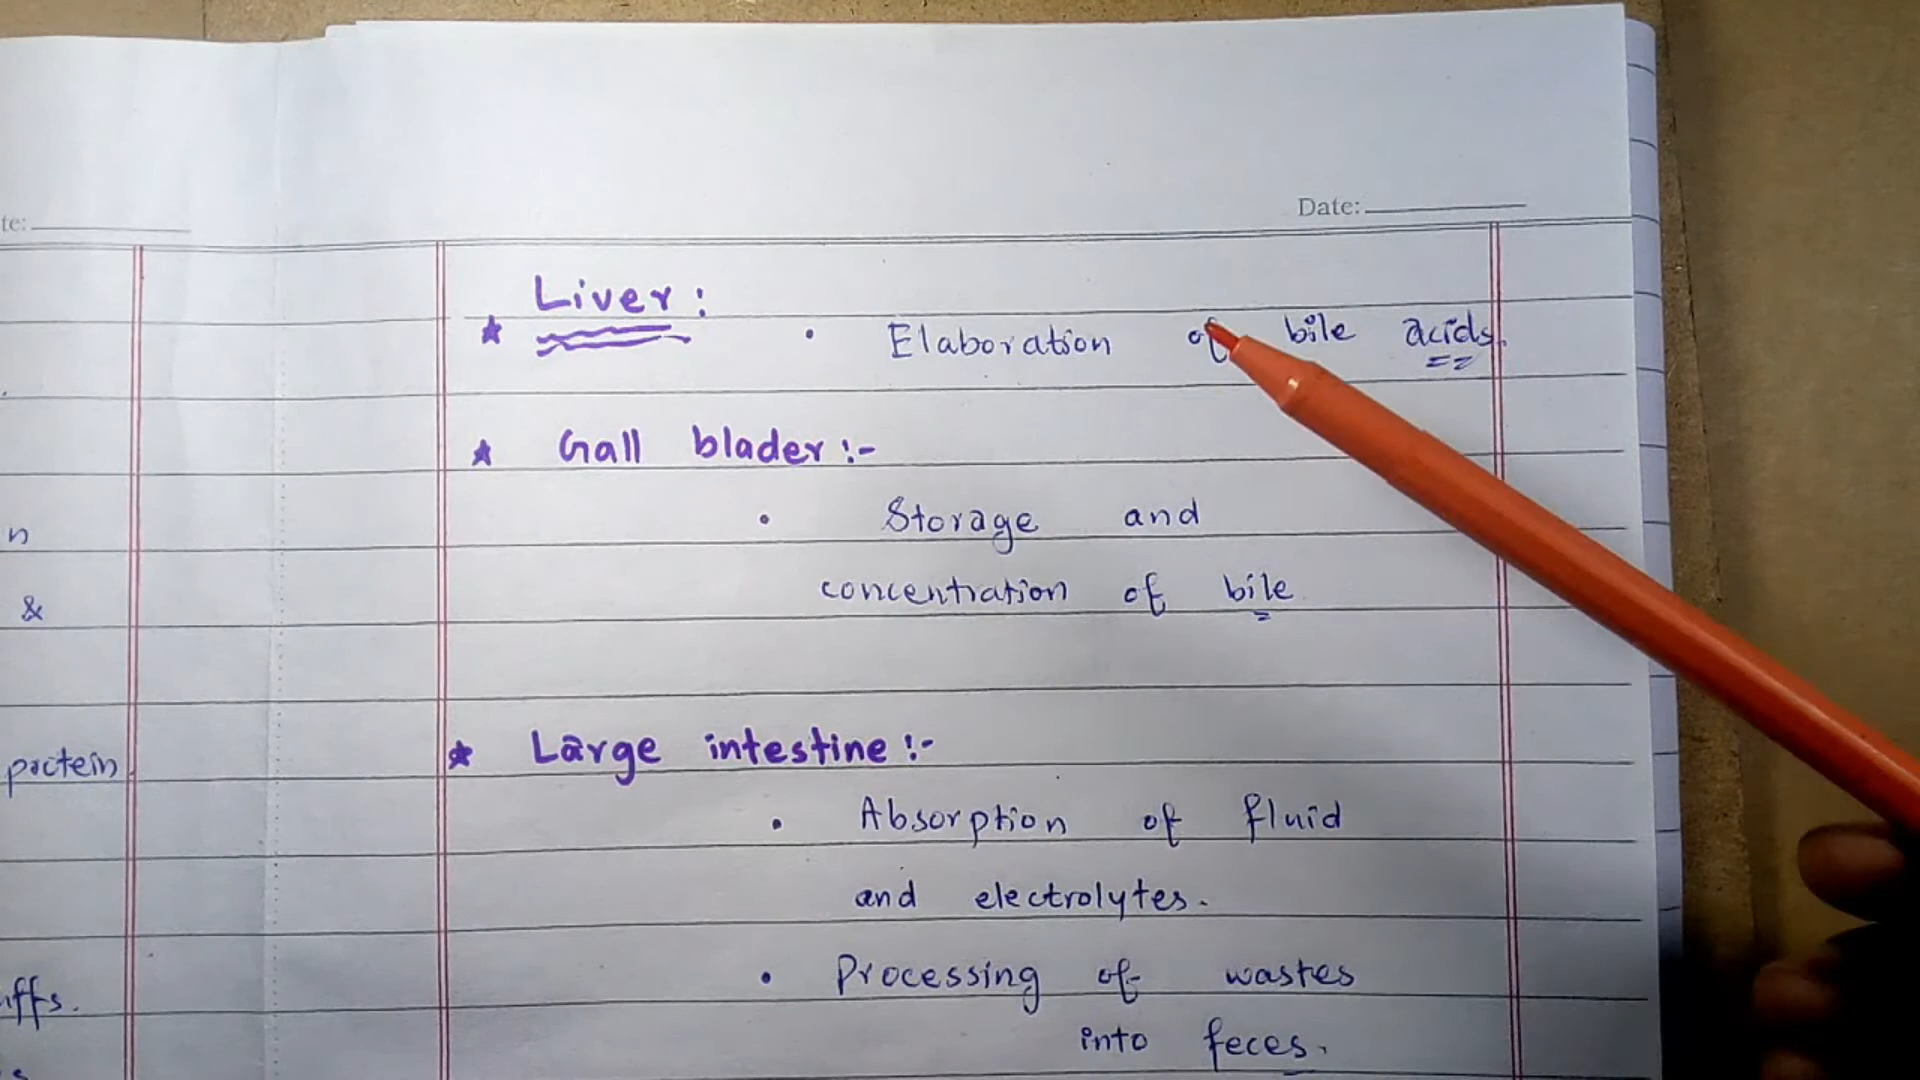 te:
n
&
protein
Date:
★ Liver :
• Elaboration of bile acids.
★ Gall blader :-
• Storage and
concentration of bile
★ Large intestine :-
• Absorption of fluid
and electrolytes.
• Processing of wastes
into feces.